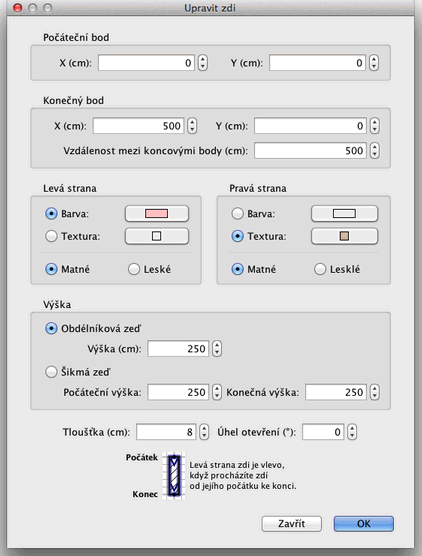 Upravit zdi
Počáteční bod
X (cm): 0 Y (cm): 0
Konečný bod
X (cm): 500 Y (cm): 0
Vzdálenost mezi koncovými body (cm): 500
Levá strana Pravá strana
Barva: Barva:
Textura: Textura:
Matné Leské Matné Lesklé
Výška
Obdélníková zeď
Výška (cm): 250
Šikmá zeď
Počáteční výška: 250 Konečná výška: 250
Tloušťka (cm): 8 Úhel otevření (°): 0
Počátek
Konec
Levá strana zdi je vlevo,
když procházíte zdí
od jejího počátku ke konci.
Zavřít OK